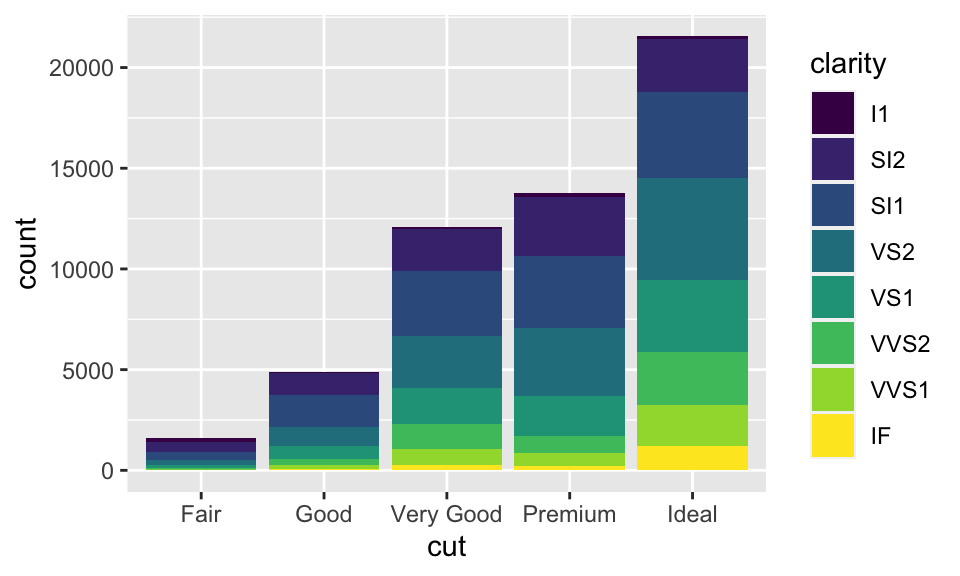 count
20000
15000
10000
5000
0
Fair Good Very Good Premium Ideal
cut
clarity
I1
SI2
SI1
VS2
VS1
VVS2
VVS1
IF